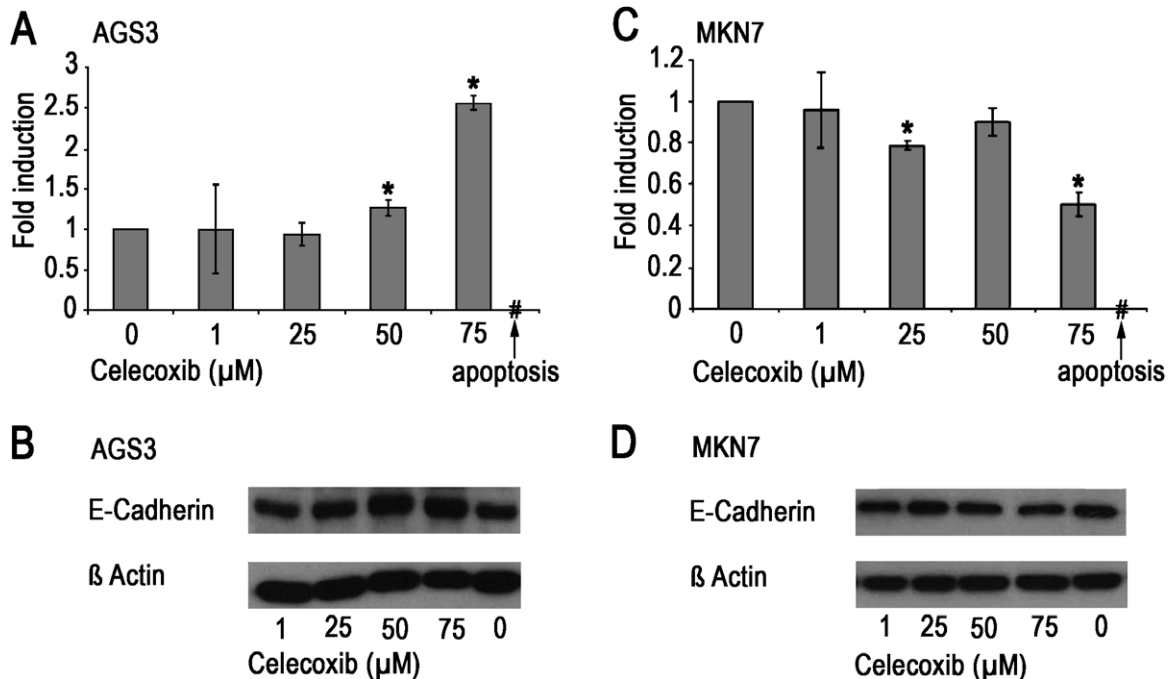 A AGS3
Fold induction
3
2.5
2
1.5
1
0.5
0
*
*
#
0 1 25 50 75
Celecoxib (µM) apoptosis
C MKN7
Fold induction
1.2
1
0.8
0.6
0.4
0.2
0
*
*
#
0 1 25 50 75
Celecoxib (µM) apoptosis
B AGS3
E-Cadherin
ß Actin
1 25 50 75 0
Celecoxib (µM)
D MKN7
E-Cadherin
ß Actin
1 25 50 75 0
Celecoxib (µM)